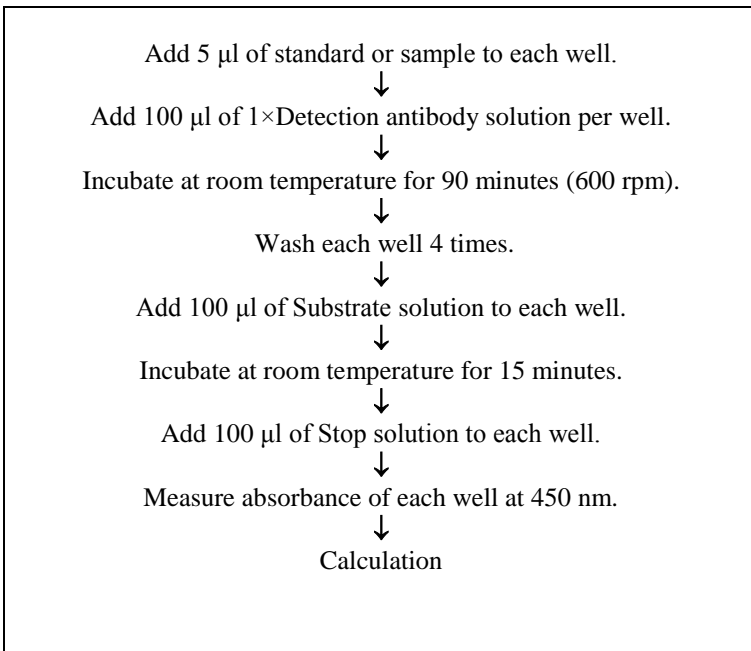 Add 5 μl of standard or sample to each well.
↓
Add 100 μl of 1×Detection antibody solution per well.
↓
Incubate at room temperature for 90 minutes (600 rpm).
↓
Wash each well 4 times.
↓
Add 100 μl of Substrate solution to each well.
↓
Incubate at room temperature for 15 minutes.
↓
Add 100 μl of Stop solution to each well.
↓
Measure absorbance of each well at 450 nm.
↓
Calculation